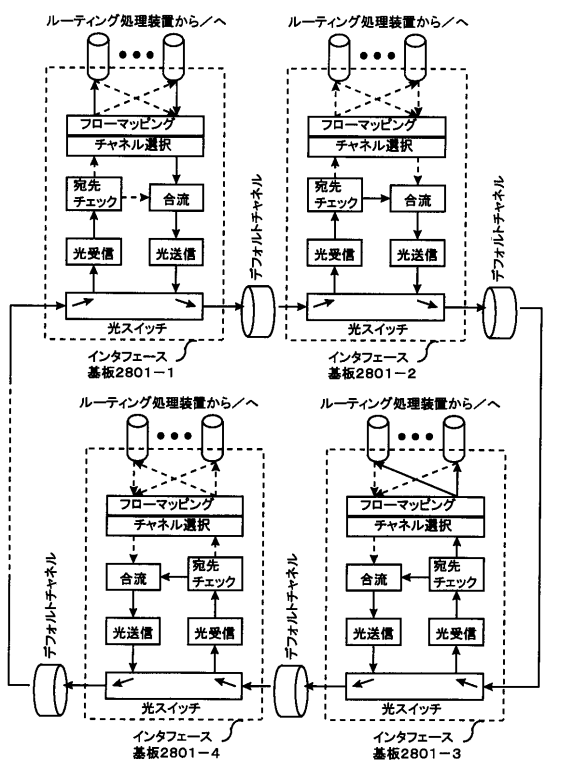 ルーティング処理装置から/へ
フローマッピング
チャネル選択
宛先
チェック
合流
光受信
光送信
光スイッチ
デフォルトチャネル
インタフェース
基板2801-1
ルーティング処理装置から/へ
フローマッピング
チャネル選択
宛先
チェック
合流
光受信
光送信
光スイッチ
デフォルトチャネル
インタフェース
基板2801-2
ルーティング処理装置から/へ
フローマッピング
チャネル選択
合流
宛先
チェック
光送信
光受信
光スイッチ
デフォルトチャネル
インタフェース
基板2801-4
ルーティング処理装置から/へ
フローマッピング
チャネル選択
合流
宛先
チェック
光送信
光受信
光スイッチ
デフォルトチャネル
インタフェース
基板2801-3